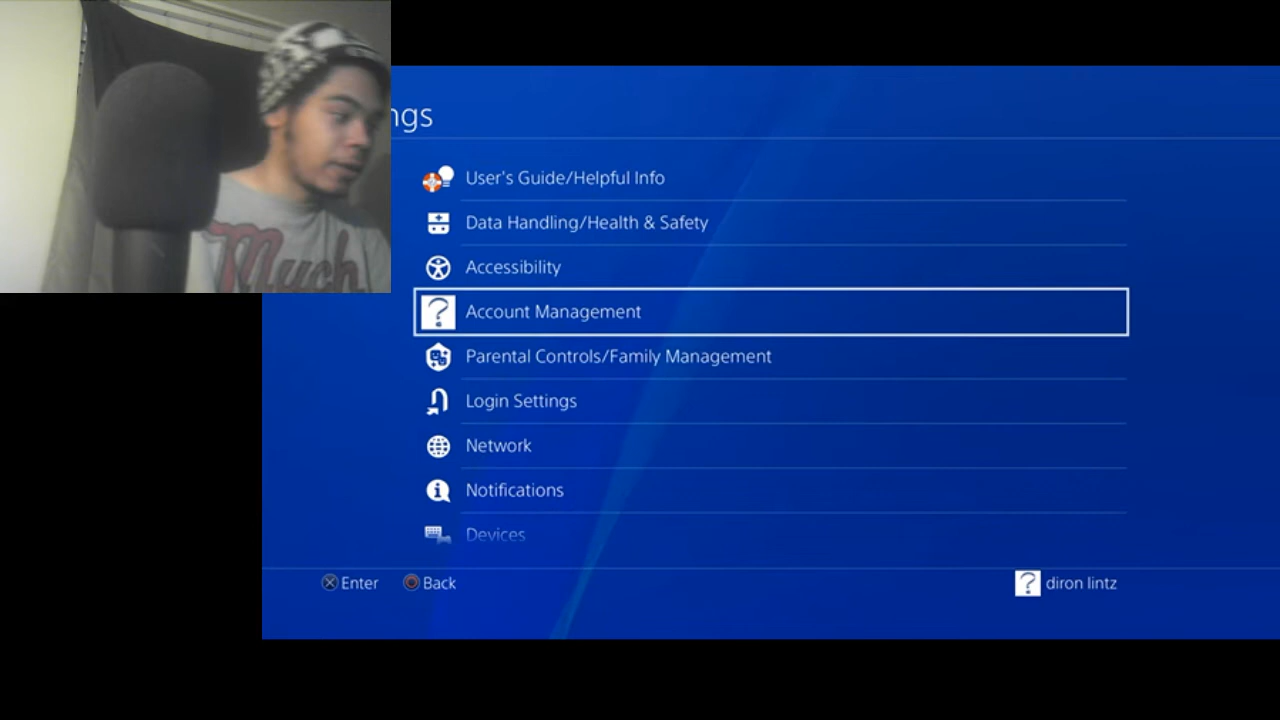 ngs
User's Guide/Helpful Info
Data Handling/Health & Safety
Accessibility
Account Management
Parental Controls/Family Management
Login Settings
Network
Notifications
Devices
Enter Back
diron lintz
Much